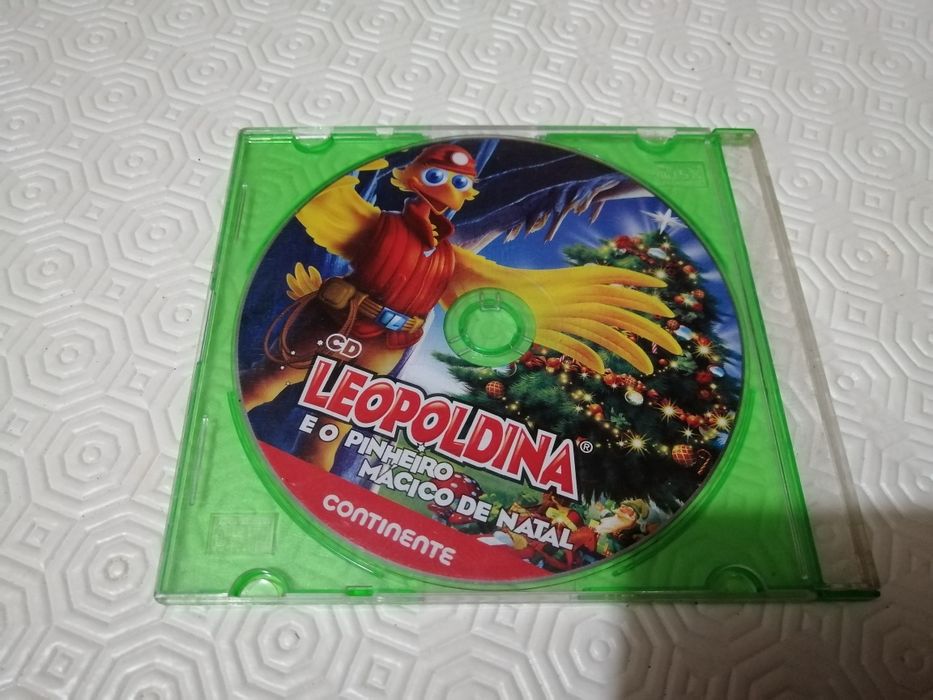 CD
LEOPOLDINA®
E O PINHEIRO
MÁGICO DE NATAL
CONTINENTE